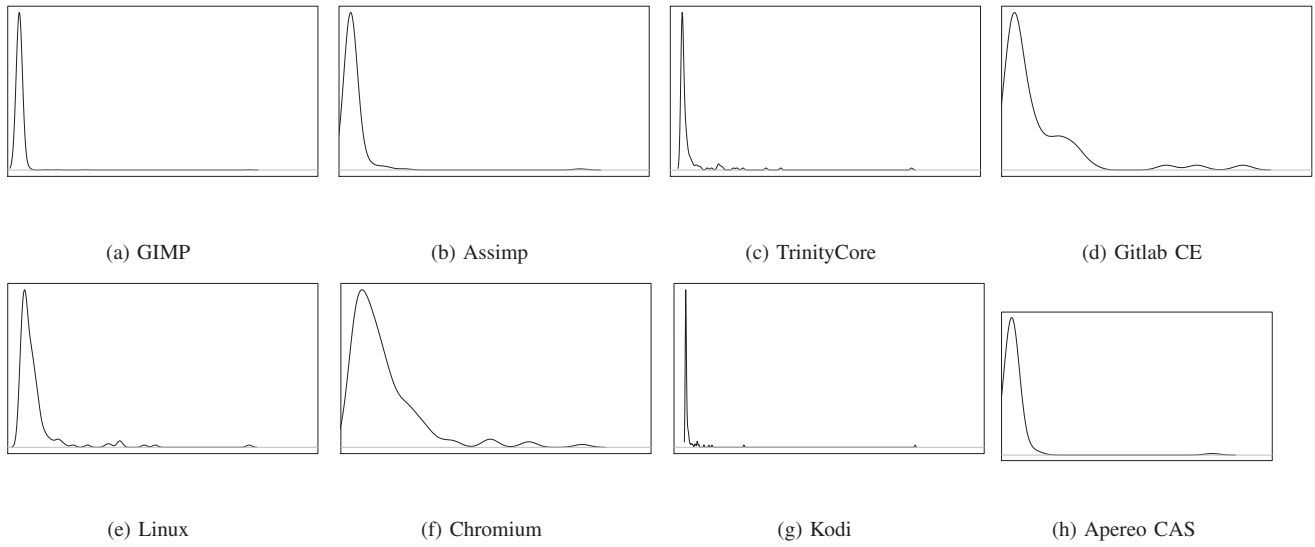 (a) GIMP
(b) Assimp
(c) TrinityCore
(d) Gitlab CE
(e) Linux
(f) Chromium
(g) Kodi
(h) Apereo CAS